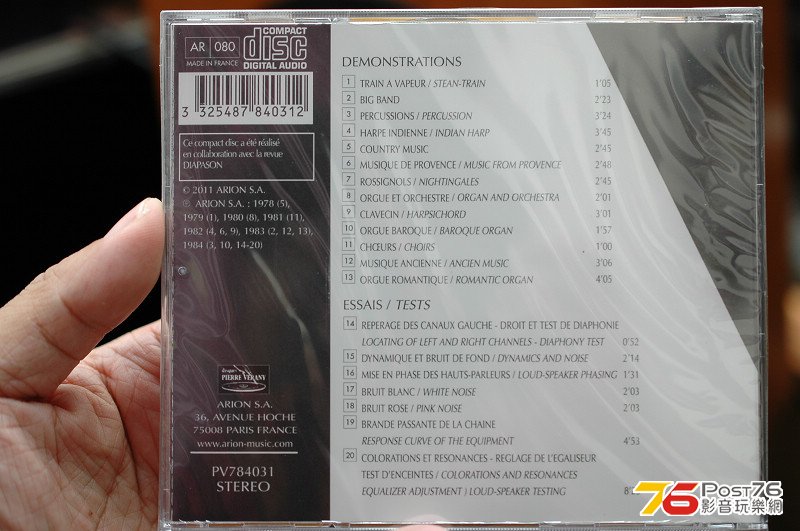 AR 080
COMPACT
disc
DIGITAL AUDIO
MADE IN FRANCE
3 325487 840312
Ce compact disc a été réalisé
en collaboration avec la revue
DIAPASON
© 2011 ARION S.A.
℗ ARION S.A. : 1978 (5),
1979 (1), 1980 (8), 1981 (11),
1982 (4, 6, 9), 1983 (2, 12, 13),
1984 (3, 10, 14-20)
disques
PIERRE VERANY
ARION S.A.
36, AVENUE HOCHE
75008 PARIS FRANCE
www.arion-music.com
PV784031
STEREO
DEMONSTRATIONS
1 TRAIN A VAPEUR / STEAN-TRAIN 1'05
2 BIG BAND 2'23
3 PERCUSSIONS / PERCUSSION 3'24
4 HARPE INDIENNE / INDIAN HARP 3'45
5 COUNTRY MUSIC 2'45
6 MUSIQUE DE PROVENCE / MUSIC FROM PROVENCE 2'48
7 ROSSIGNOLS / NIGHTINGALES 2'45
8 ORGUE ET ORCHESTRE / ORGAN AND ORCHESTRA 2'01
9 CLAVECIN / HARPSICHORD 3'01
10 ORGUE BAROQUE / BAROQUE ORGAN 1'57
11 CHŒURS / CHOIRS 1'00
12 MUSIQUE ANCIENNE / ANCIEN MUSIC 3'06
13 ORGUE ROMANTIQUE / ROMANTIC ORGAN 4'05
ESSAIS / TESTS
14 REPERAGE DES CANAUX GAUCHE - DROIT ET TEST DE DIAPHONIE
LOCATING OF LEFT AND RIGHT CHANNELS - DIAPHONY TEST 0'52
15 DYNAMIQUE ET BRUIT DE FOND / DYNAMICS AND NOISE 2'14
16 MISE EN PHASE DES HAUTS-PARLEURS / LOUD-SPEAKER PHASING 1'31
17 BRUIT BLANC / WHITE NOISE 2'03
18 BRUIT ROSE / PINK NOISE 2'03
19 BRANDE PASSANTE DE LA CHAINE
RESPONSE CURVE OF THE EQUIPMENT 4'53
20 COLORATIONS ET RESONANCES - REGLAGE DE L'EGALISEUR
TEST D'ENCEINTES / COLORATIONS AND RESONANCES
EQUALIZER ADJUSTMENT) LOUD-SPEAKER TESTING
76 Post76
影音玩樂網